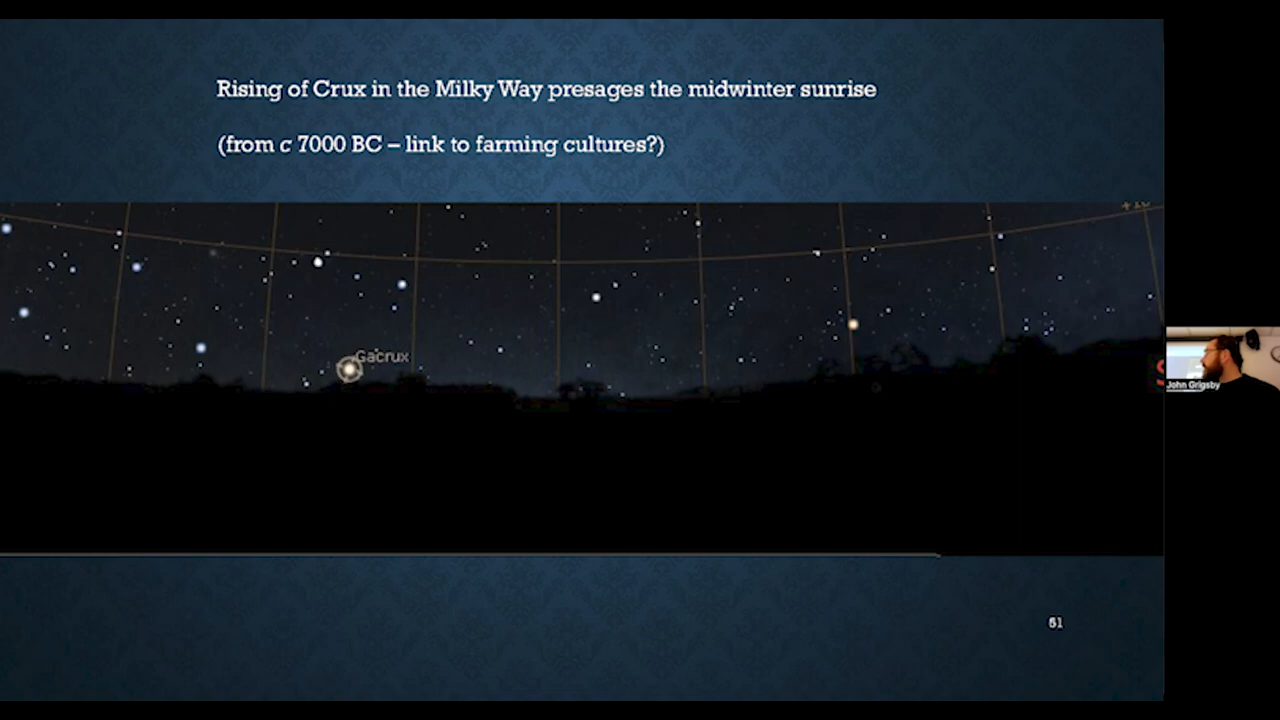 Rising of Crux in the Milky Way presages the midwinter sunrise
(from c 7000 BC – link to farming cultures?)
Gacrux
John Grigsby